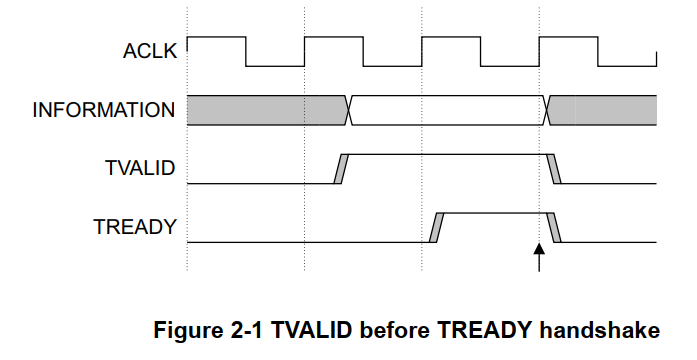 ACLK
INFORMATION
TVALID
TREADY
Figure 2-1 TVALID before TREADY handshake